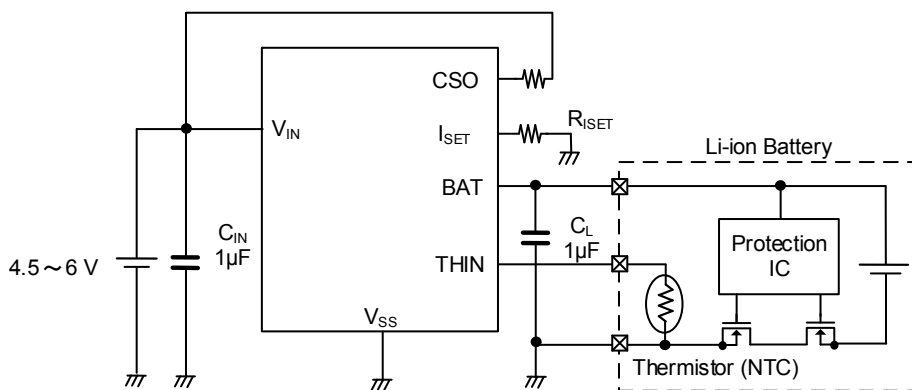 CSO
V_IN
I_SET
R_ISET
Li-ion Battery
BAT
C_IN
1μF
C_L
1μF
Protection
IC
4.5～6 V
THIN
V_SS
Thermistor (NTC)